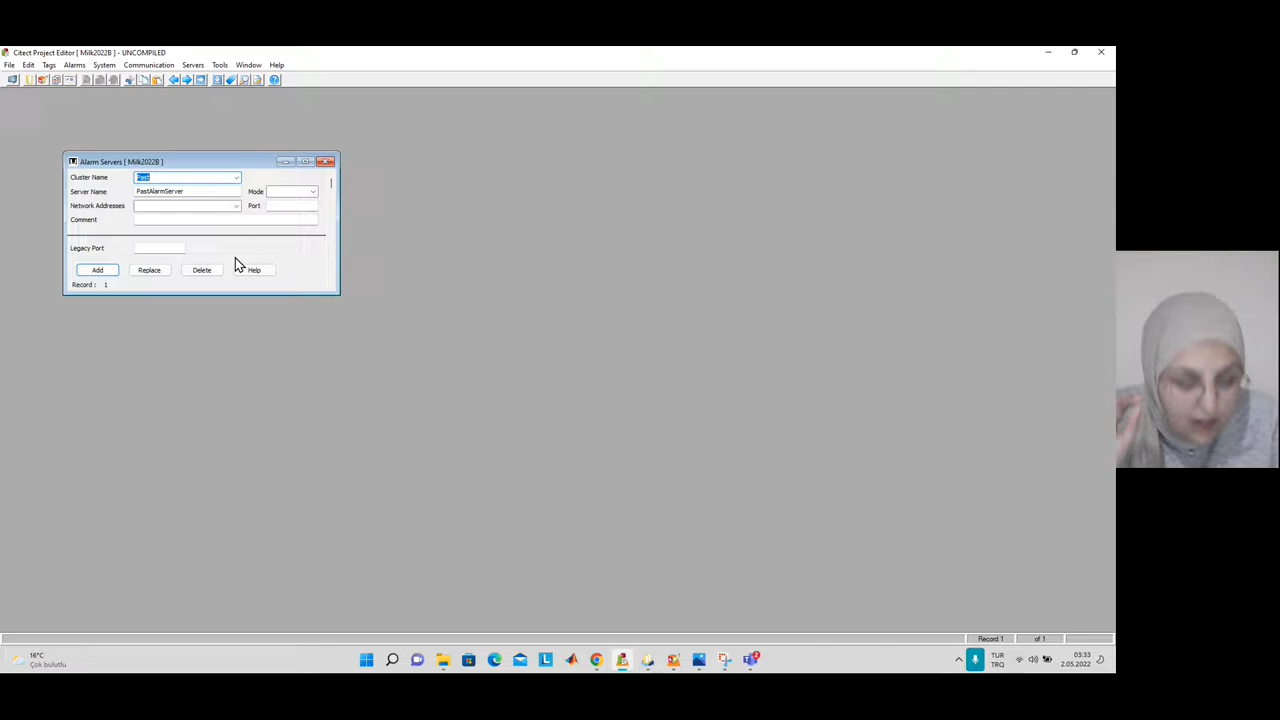 Citect Project Editor [ Milk2022B ] - UNCOMPILED
File Edit Tags Alarms System Communication Servers Tools Window Help
Alarm Servers [ Milk2022B ]
Cluster Name Past
Server Name PastAlarmServer Mode
Network Addresses Port
Comment
Legacy Port
Add Replace Delete Help
Record : 1
Record 1 of 1
16°C
Çok bulutlu
TUR
TRQ
03:33
2.05.2022
2